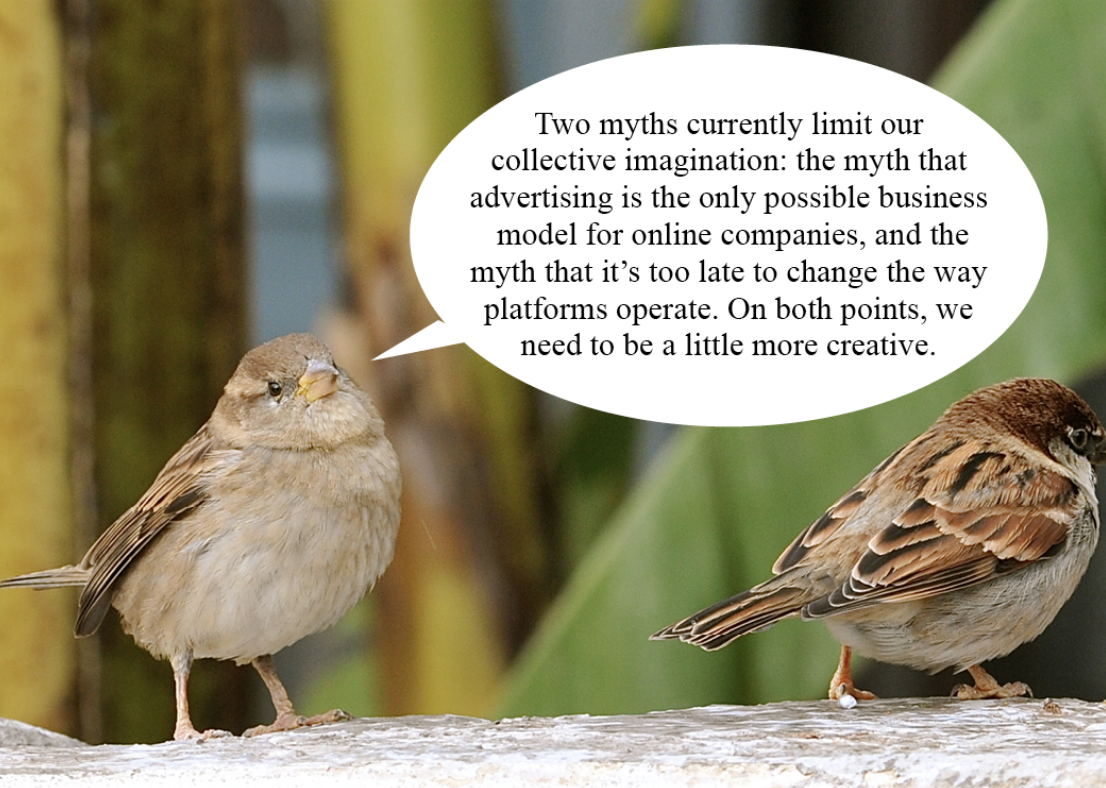 Two myths currently limit our
collective imagination: the myth that
advertising is the only possible business
model for online companies, and the
myth that it’s too late to change the way
platforms operate. On both points, we
need to be a little more creative.